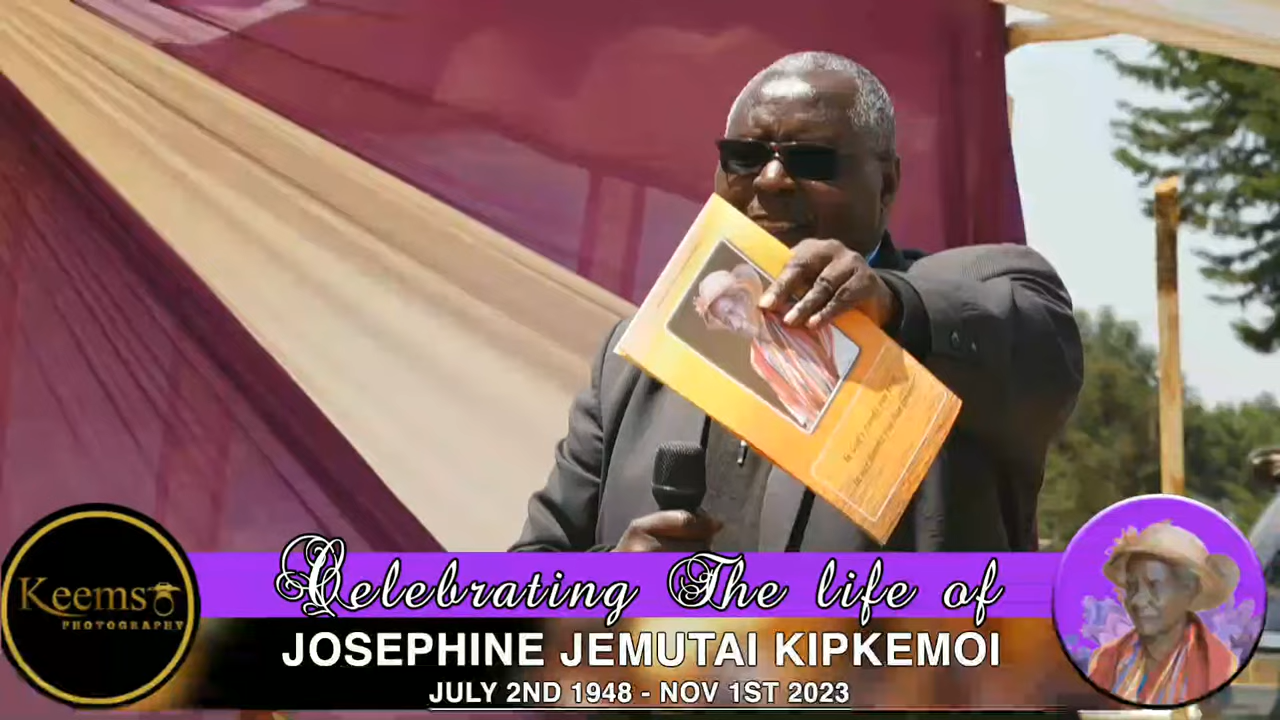 Keems
PHOTOGRAPHY
Celebrating The life of
JOSEPHINE JEMUTAI KIPKEMOI
JULY 2ND 1948 - NOV 1ST 2023